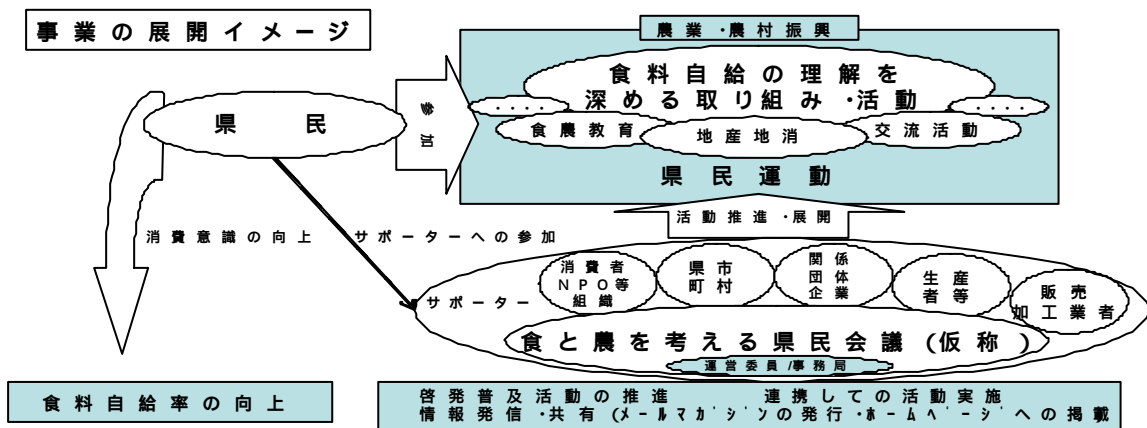 事業の展開イメージ
農業・農村振興
食料自給の理解を
深める取り組み・活動
・・・・
・・・・
食農教育
地産地消
交流活動
県民運動
県民
参加
活動推進・展開
消費意識の向上
サポーターへの参加
サポーター
消費者
NPO等
組織
県市
町村
関係
団体
企業
生産
者等
販売
加工業者
食と農を考える県民会議(仮称)
運営委員/事務局
食料自給率の向上
啓発普及活動の推進 連携しての活動実施
情報発信・共有(メールマガジンの発行・ホームページへの掲載